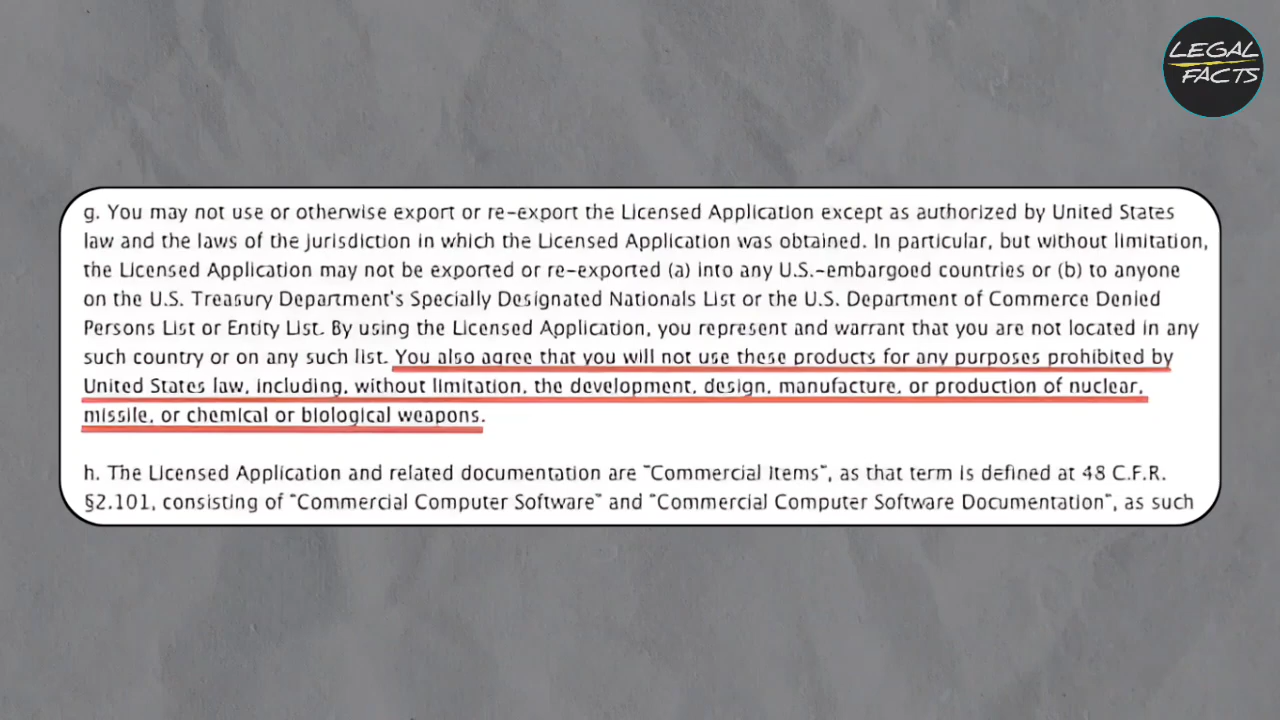 LEGAL
FACTS
g. You may not use or otherwise export or re-export the Licensed Application except as authorized by United States
law and the laws of the jurisdiction in which the Licensed Application was obtained. In particular, but without limitation,
the Licensed Application may not be exported or re-exported (a) into any U.S.-embargoed countries or (b) to anyone
on the U.S. Treasury Department's Specially Designated Nationals List or the U.S. Department of Commerce Denied
Persons List or Entity List. By using the Licensed Application, you represent and warrant that you are not located in any
such country or on any such list. You also agree that you will not use these products for any purposes prohibited by
United States law, including, without limitation, the development, design, manufacture, or production of nuclear,
missile, or chemical or biological weapons.
h. The Licensed Application and related documentation are "Commercial Items", as that term is defined at 48 C.F.R.
§2.101, consisting of "Commercial Computer Software" and "Commercial Computer Software Documentation", as such